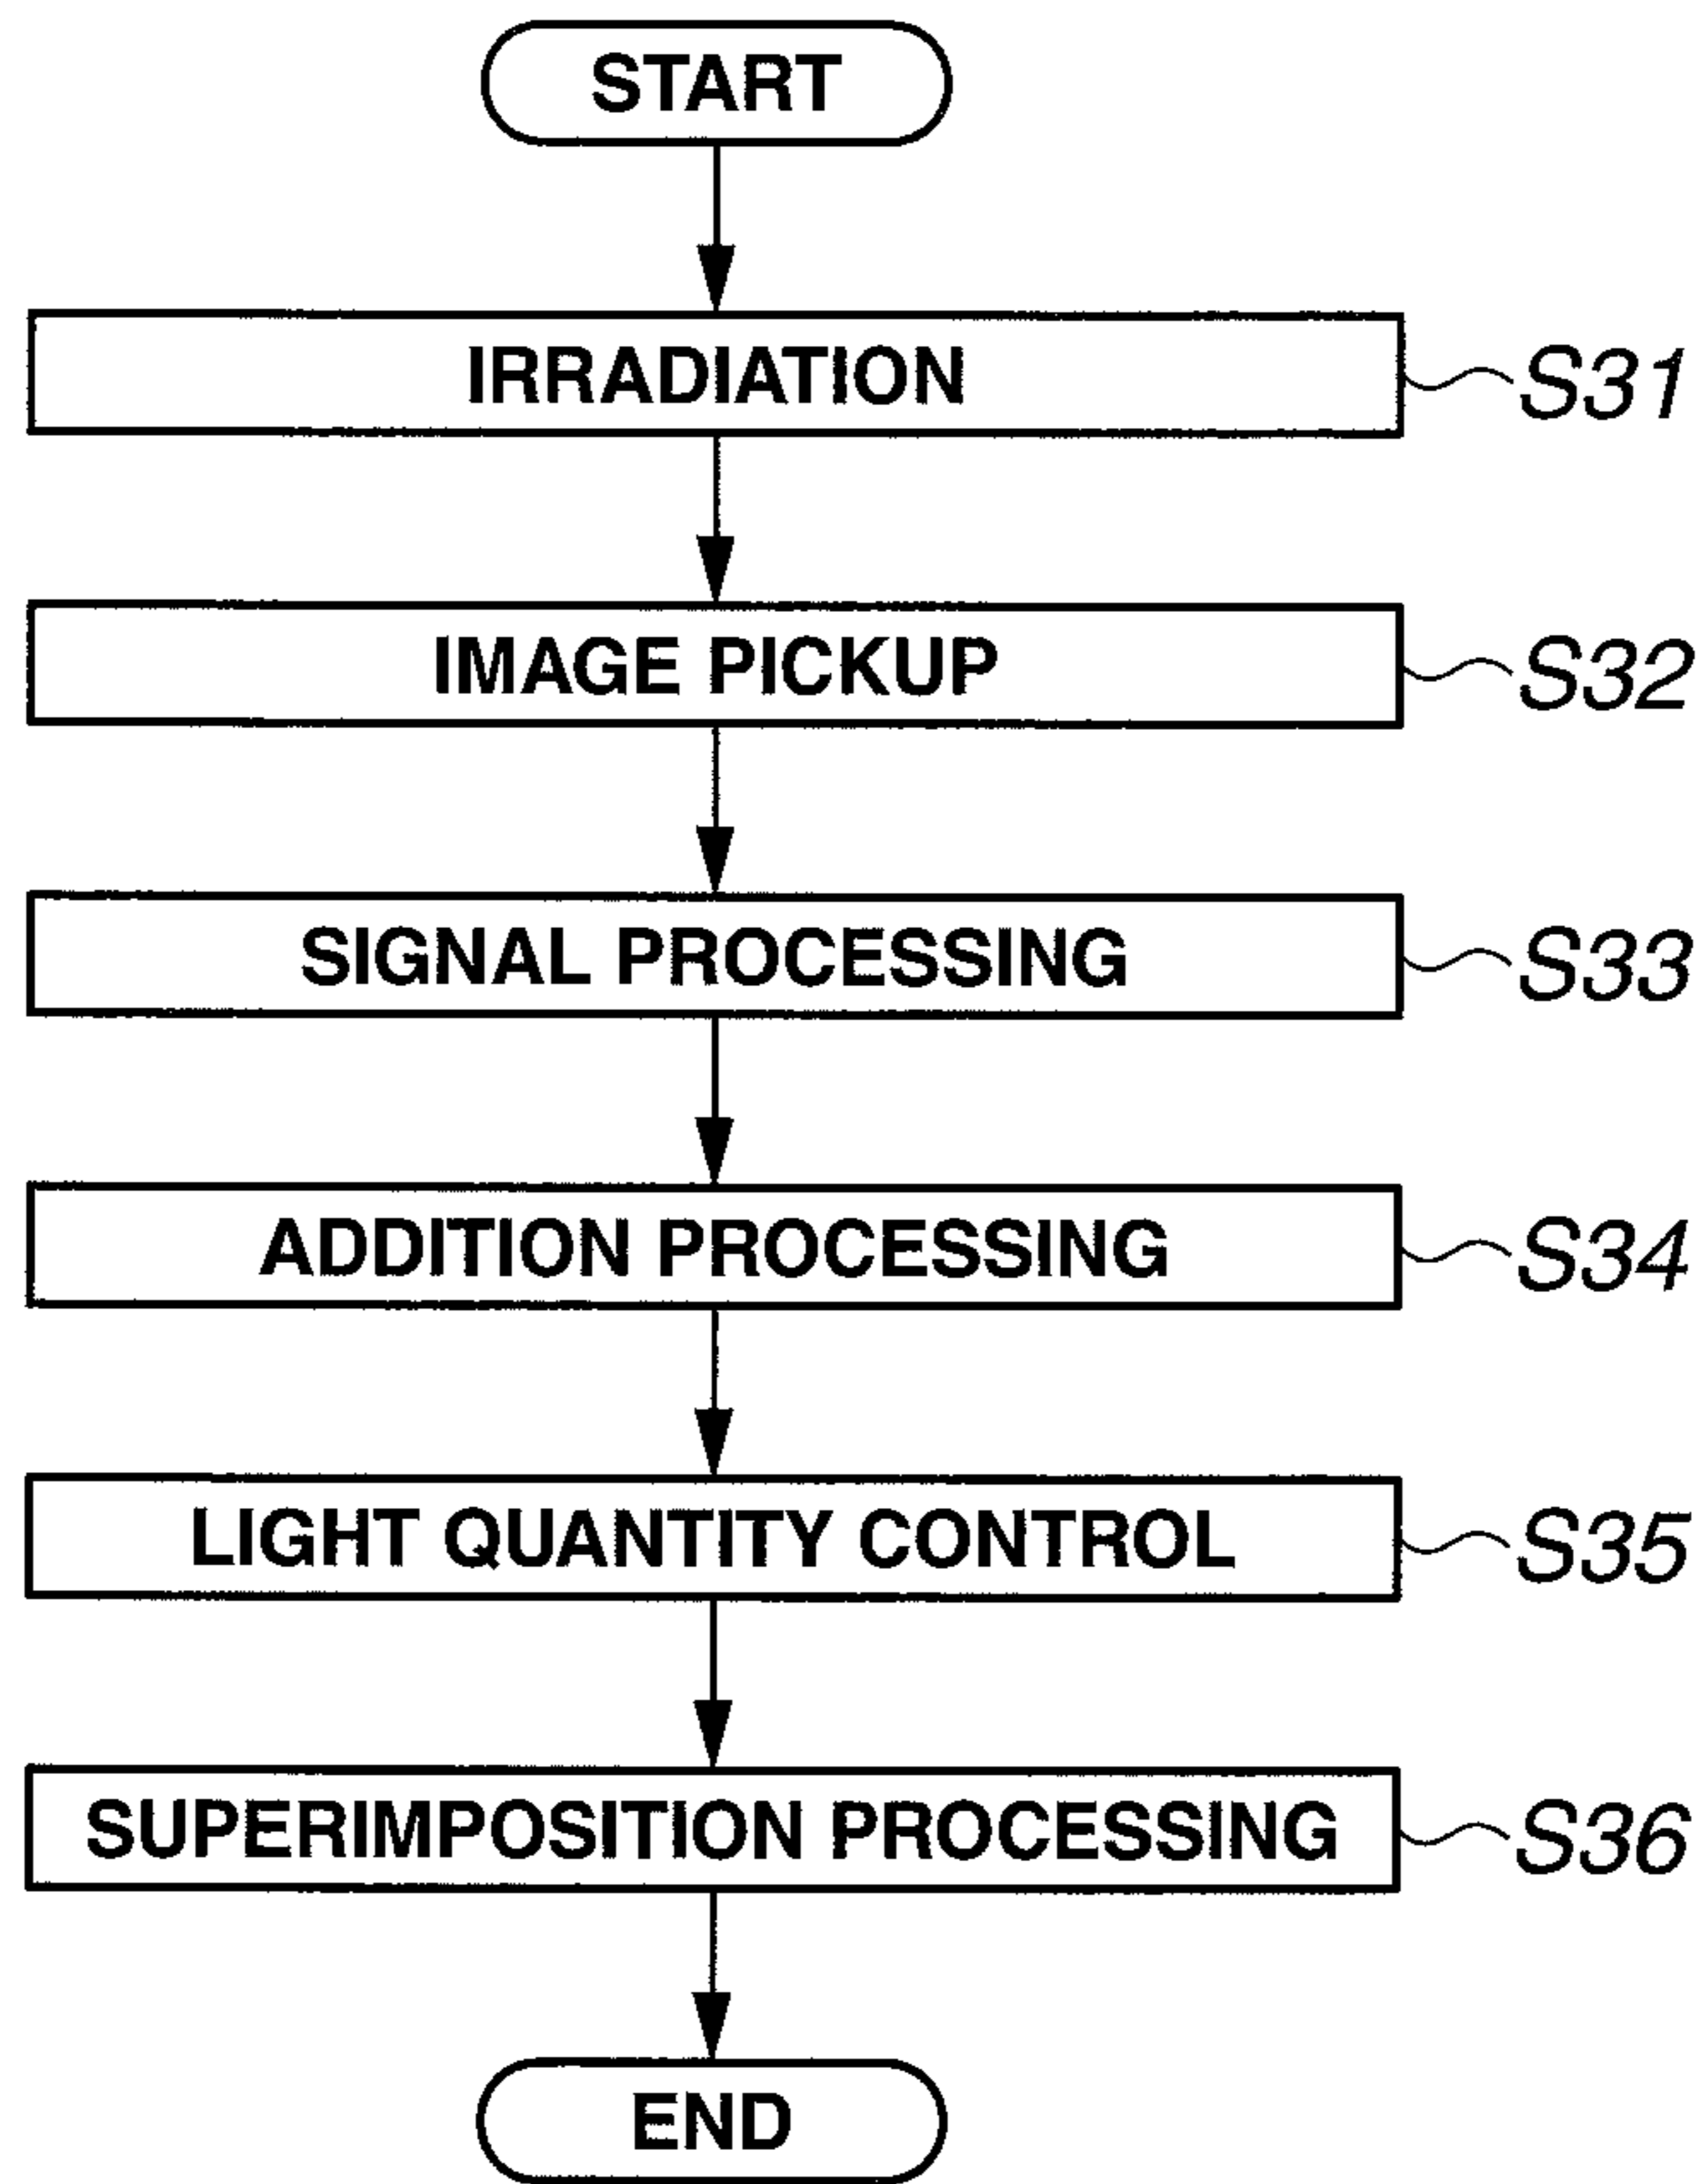 START
IRRADIATION S31
IMAGE PICKUP S32
SIGNAL PROCESSING S33
ADDITION PROCESSING S34
LIGHT QUANTITY CONTROL S35
SUPERIMPOSITION PROCESSING S36
END